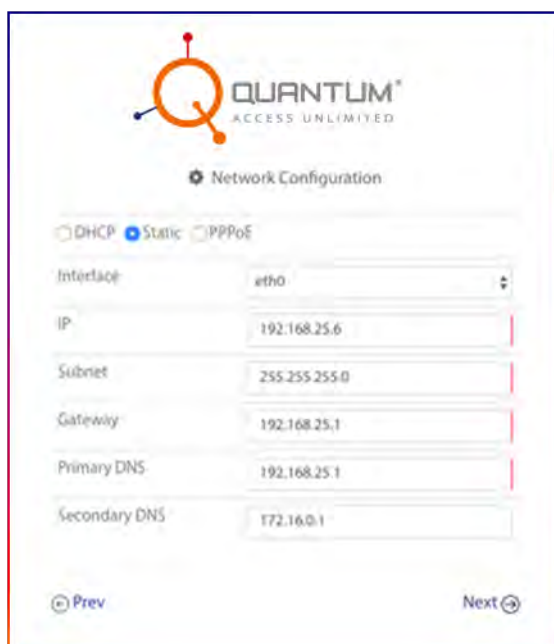 QUANTUM®
ACCESS UNLIMITED
Network Configuration
DHCP Static PPPoE
Interface eth0
IP 192.168.25.6
Subnet 255.255.255.0
Gateway 192.168.25.1
Primary DNS 192.168.25.1
Secondary DNS 172.16.0.1
Prev Next